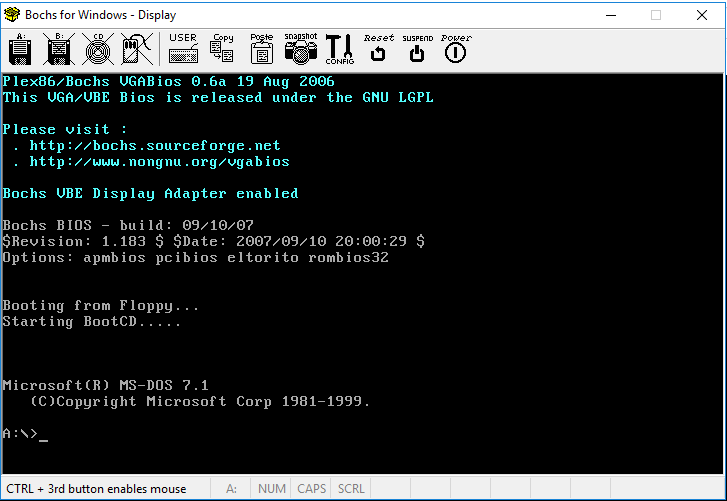 Bochs for Windows - Display
A: B: CD USER Copy Paste snapshot CONFIG Reset SUSPEND Power
Plex86/Bochs VGABios 0.6a 19 Aug 2006
This VGA/VBE Bios is released under the GNU LGPL
Please visit :
. http://bochs.sourceforge.net
. http://www.nongnu.org/vgabios
Bochs VBE Display Adapter enabled
Bochs BIOS - build: 09/10/07
$Revision: 1.183 $ $Date: 2007/09/10 20:00:29 $
Options: apmbios pcibios eltorito rombios32
Booting from Floppy...
Starting BootCD.....
Microsoft(R) MS-DOS 7.1
(C)Copyright Microsoft Corp 1981-1999.
A:\>_
CTRL + 3rd button enables mouse A: NUM CAPS SCRL